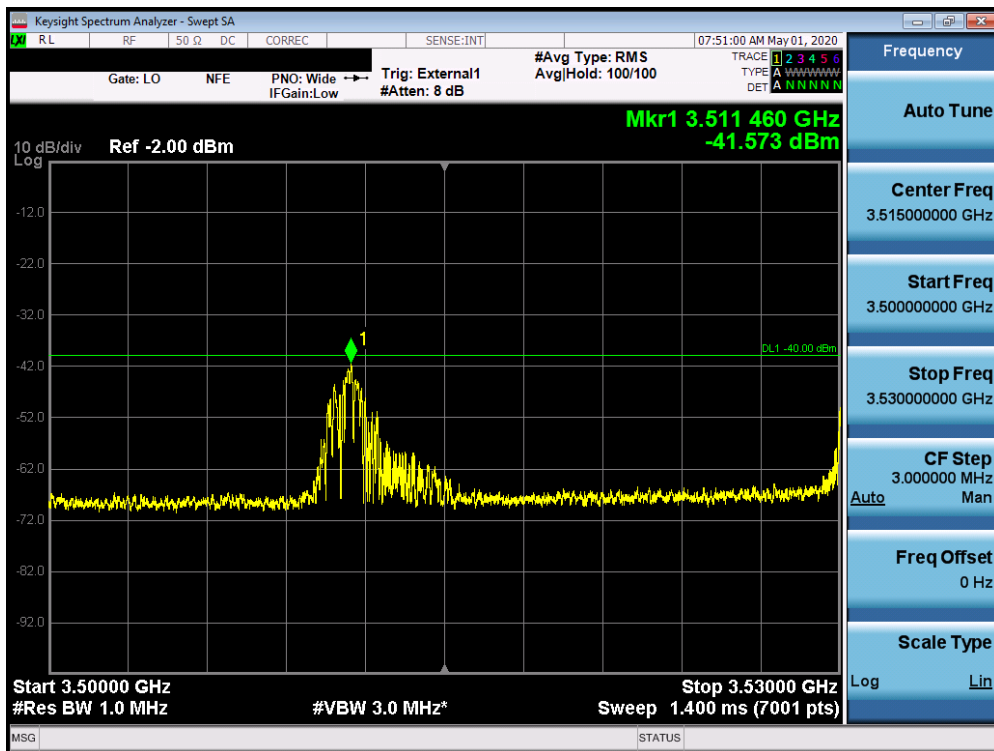 Keysight Spectrum Analyzer - Swept SA
LXI RL RF 50 Ω DC CORREC SENSE:INT 07:51:00 AM May 01, 2020
Gate: LO NFE PNO: Wide Trig: External1 #Avg Type: RMS TRACE 1 2 3 4 5 6
IFGain:Low #Atten: 8 dB Avg|Hold: 100/100 TYPE A WWWWW
DET A N N N N N
Mkr1 3.511 460 GHz
-41.573 dBm
10 dB/div Ref -2.00 dBm
Log
-12.0
-22.0
-32.0
1
DL1 -40.00 dBm
-42.0
-52.0
-62.0
-72.0
-82.0
-92.0
Start 3.50000 GHz Stop 3.53000 GHz
#Res BW 1.0 MHz #VBW 3.0 MHz* Sweep 1.400 ms (7001 pts)
MSG STATUS
Frequency
Auto Tune
Center Freq
3.515000000 GHz
Start Freq
3.500000000 GHz
Stop Freq
3.530000000 GHz
CF Step
3.000000 MHz
Auto Man
Freq Offset
0 Hz
Scale Type
Log Lin